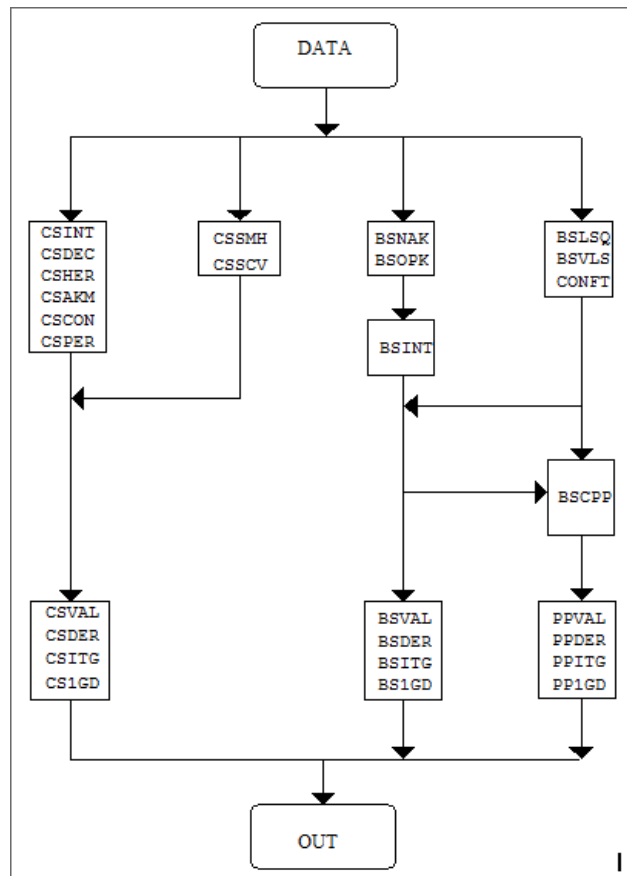 DATA
CSINT
CSDEC
CSHER
CSAKM
CSCON
CSPER
CSSMH
CSSCV
BSNAK
BSOPK
BSLSQ
BSVLS
CONFT
BSINT
BSCPP
CSVAL
CSDER
CSITG
CS1GD
BSVAL
BSDER
BSITG
BS1GD
PPVAL
PPDER
PPITG
PP1GD
OUT
I